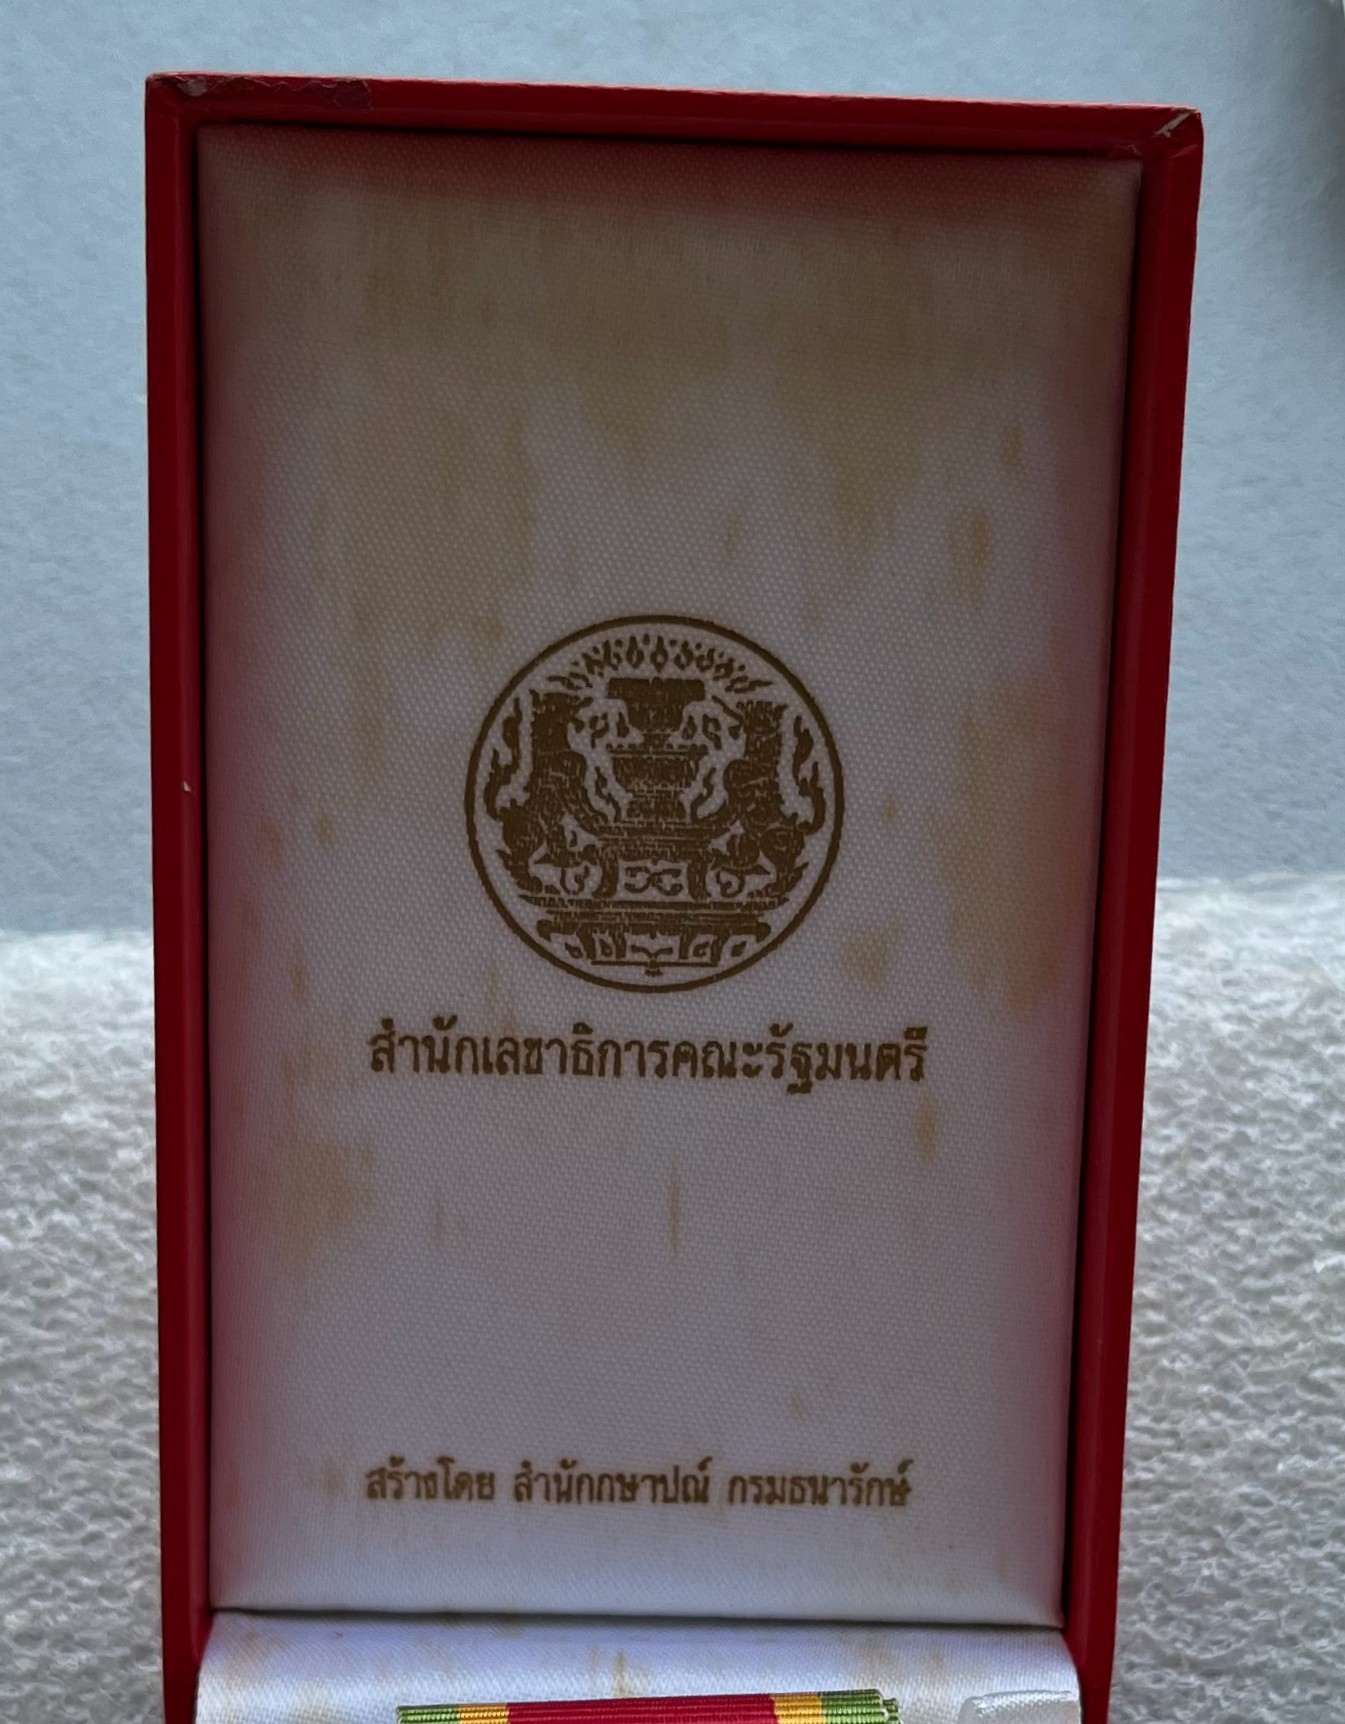 สำนักเลขาธิการคณะรัฐมนตรี
สร้างโดย สำนักกษาปณ์ กรมธนารักษ์